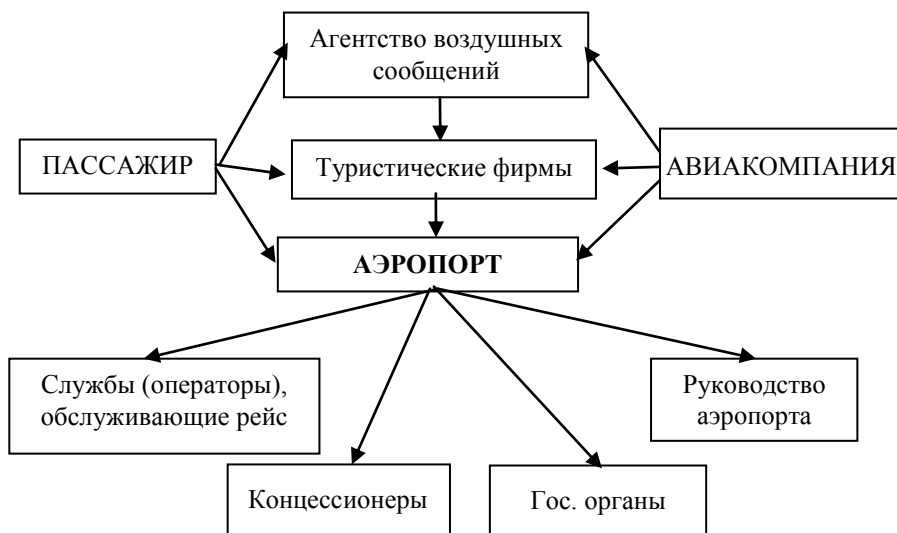 Агентство воздушных
сообщений
ПАССАЖИР
Туристические фирмы
АВИАКОМПАНИЯ
АЭРОПОРТ
Службы (операторы),
обслуживающие рейс
Руководство
аэропорта
Концессионеры
Гос. органы